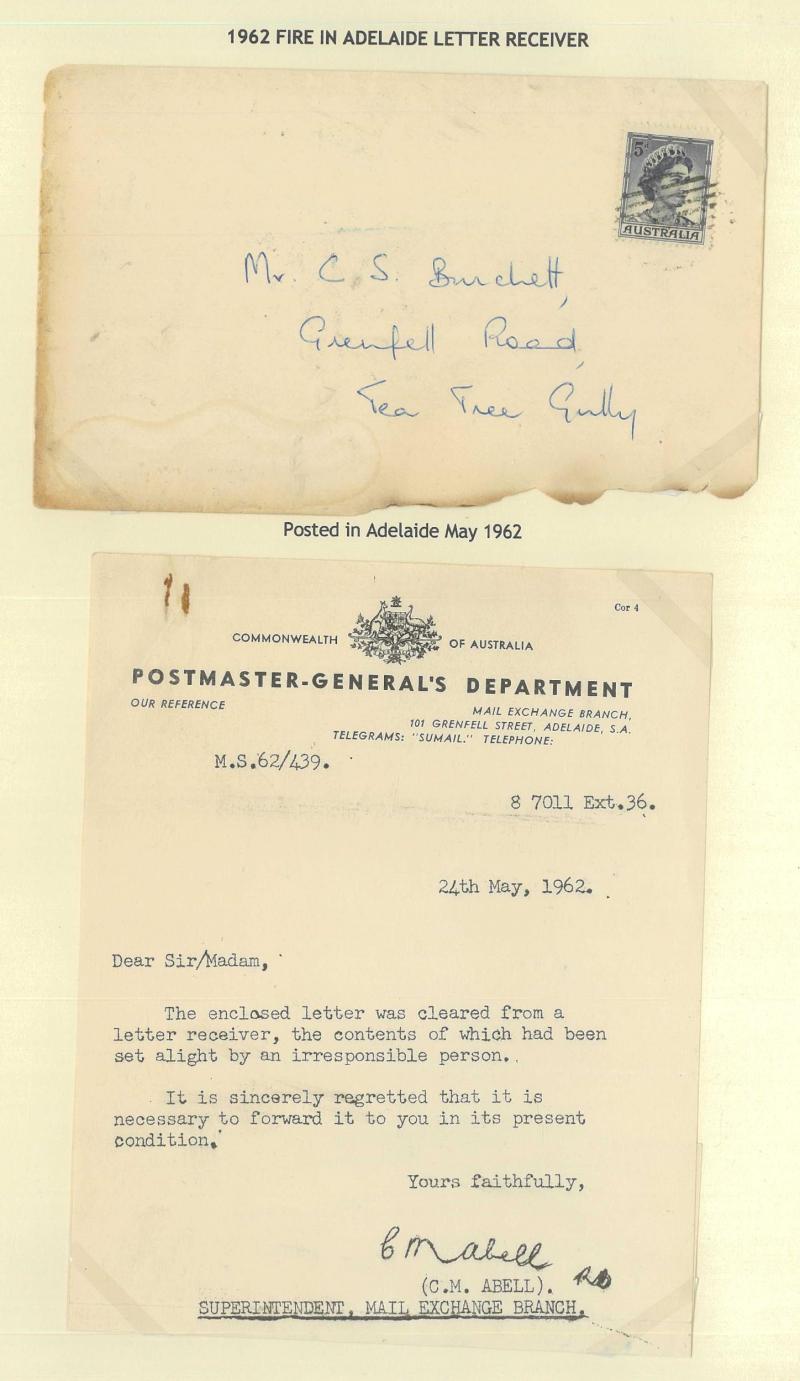 1962 FIRE IN ADELAIDE LETTER RECEIVER
5d
AUSTRALIA
Mr. C S. Burchett,
Grenfell Road,
Tea Tree Gully
Posted in Adelaide May 1962
Cor 4
COMMONWEALTH OF AUSTRALIA
POSTMASTER-GENERAL'S DEPARTMENT
OUR REFERENCE
MAIL EXCHANGE BRANCH,
101 GRENFELL STREET, ADELAIDE, S.A.
TELEGRAMS: "SUMAIL." TELEPHONE:
M.S.62/439.
8 7011 Ext.36.
24th May, 1962.
Dear Sir/Madam,
The enclosed letter was cleared from a
letter receiver, the contents of which had been
set alight by an irresponsible person.
It is sincerely regretted that it is
necessary to forward it to you in its present
condition.
Yours faithfully,
C M Abell
(C.M. ABELL).
SUPERINTENDENT, MAIL EXCHANGE BRANCH.